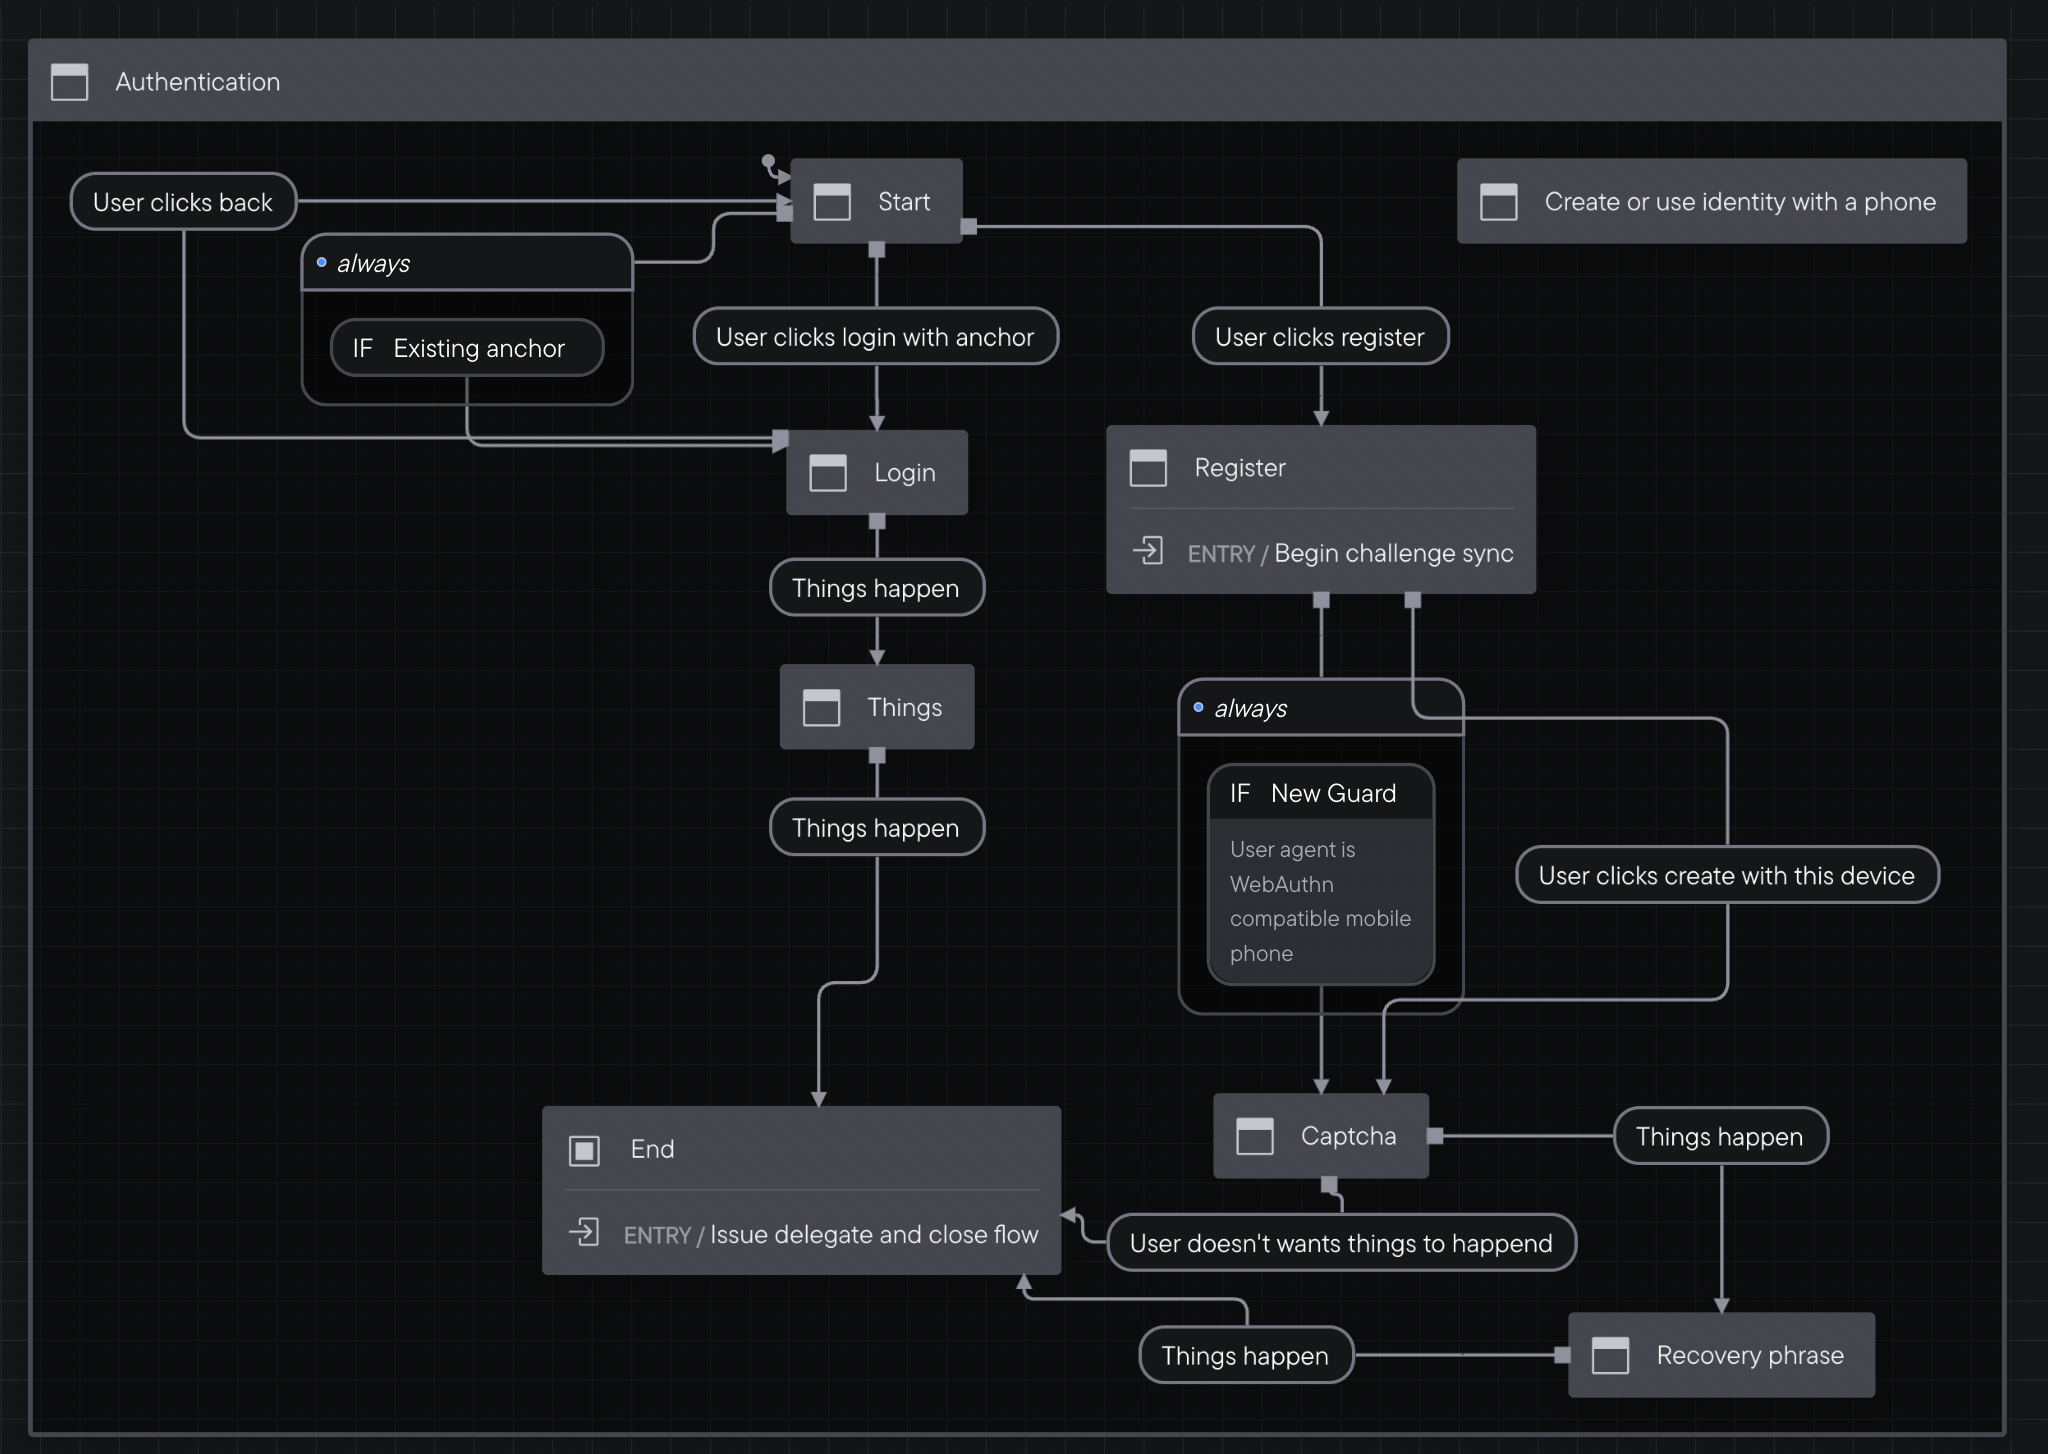 Authentication
User clicks back
Start
Create or use identity with a phone
always
IF Existing anchor
User clicks login with anchor
User clicks register
Login
Register
ENTRY / Begin challenge sync
Things happen
Things
always
IF New Guard
User agent is
WebAuthn
compatible mobile
phone
Things happen
User clicks create with this device
End
ENTRY / Issue delegate and close flow
Captcha
Things happen
User doesn't wants things to happend
Things happen
Recovery phrase